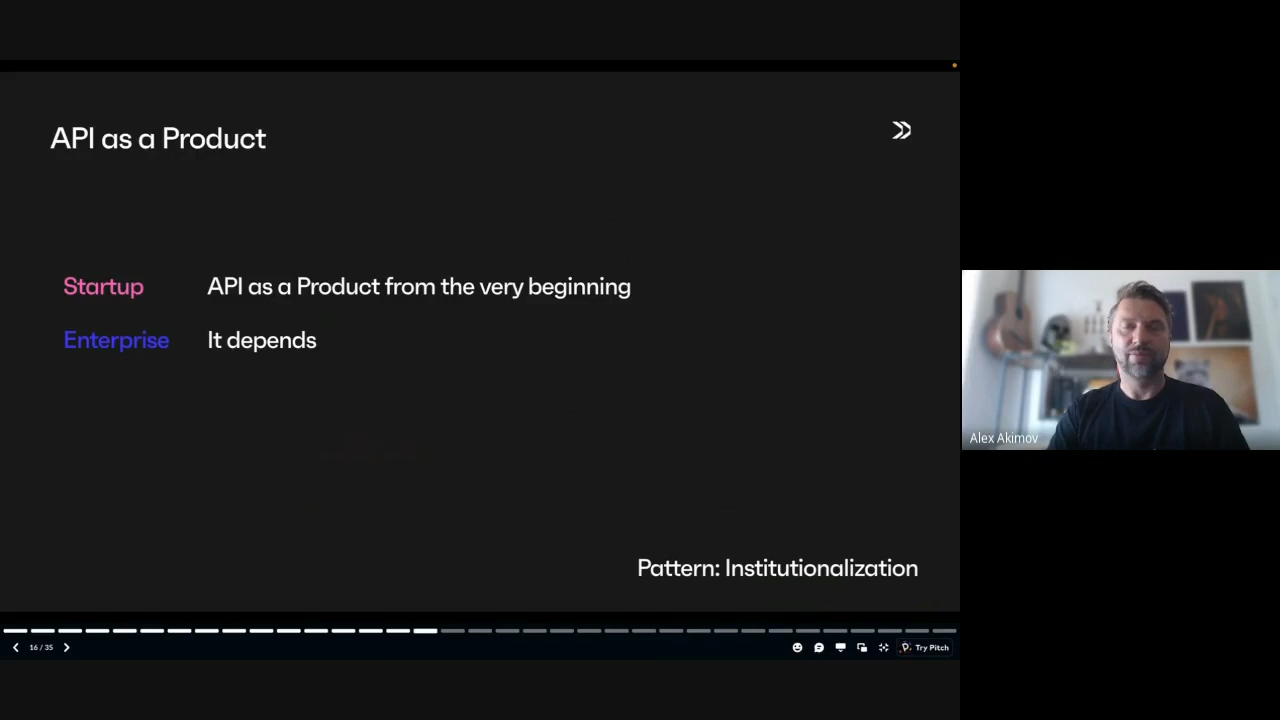 API as a Product
Startup API as a Product from the very beginning
Enterprise It depends
Alex Akimov
Pattern: Institutionalization
16 / 35
Try Pitch